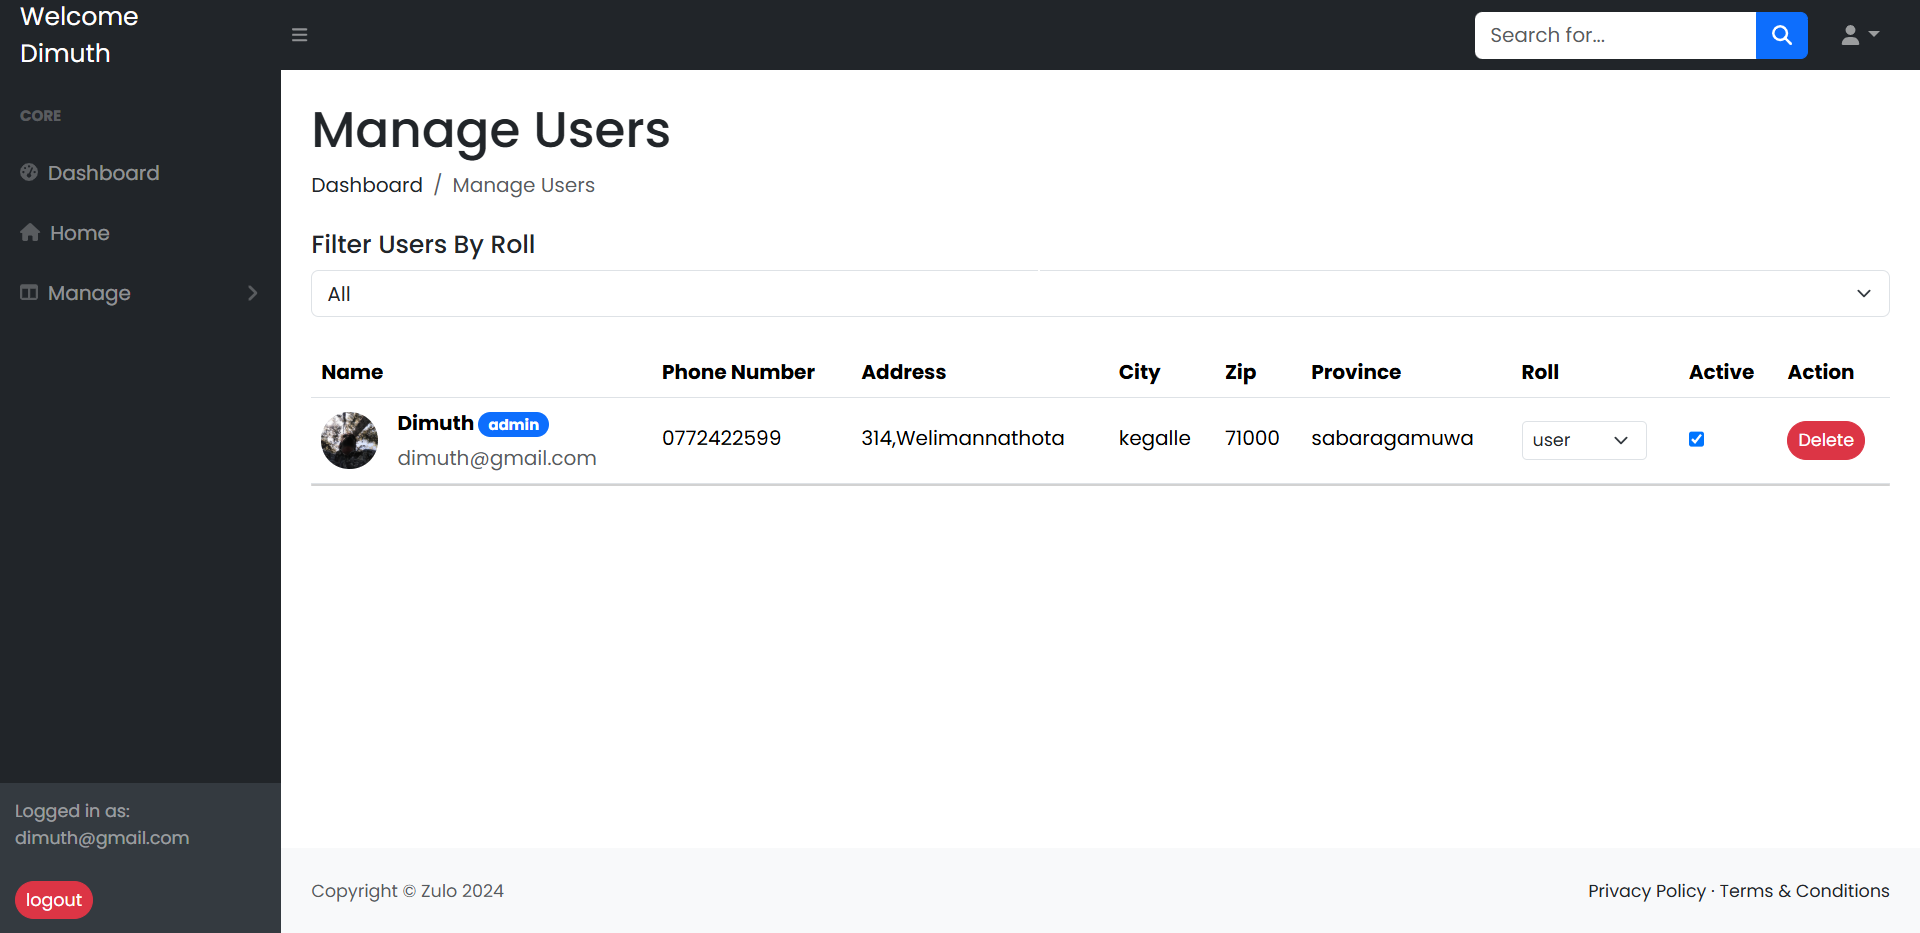 Welcome
Dimuth
Search for...
CORE
Dashboard
Home
Manage
Manage Users
Dashboard / Manage Users
Filter Users By Roll
All
Name Phone Number Address City Zip Province Roll Active Action
Dimuth admin
dimuth@gmail.com
0772422599 314,Welimannathota kegalle 71000 sabaragamuwa user Delete
Logged in as:
dimuth@gmail.com
logout
Copyright © Zulo 2024
Privacy Policy · Terms & Conditions